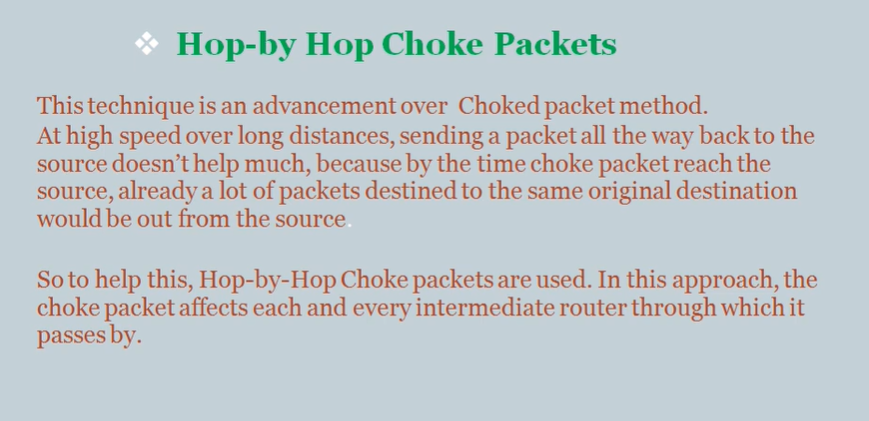 Hop-by Hop Choke Packets
This technique is an advancement over Choked packet method.
At high speed over long distances, sending a packet all the way back to the
source doesn't help much, because by the time choke packet reach the
source, already a lot of packets destined to the same original destination
would be out from the source.
So to help this, Hop-by-Hop Choke packets are used. In this approach, the
choke packet affects each and every intermediate router through which it
passes by.